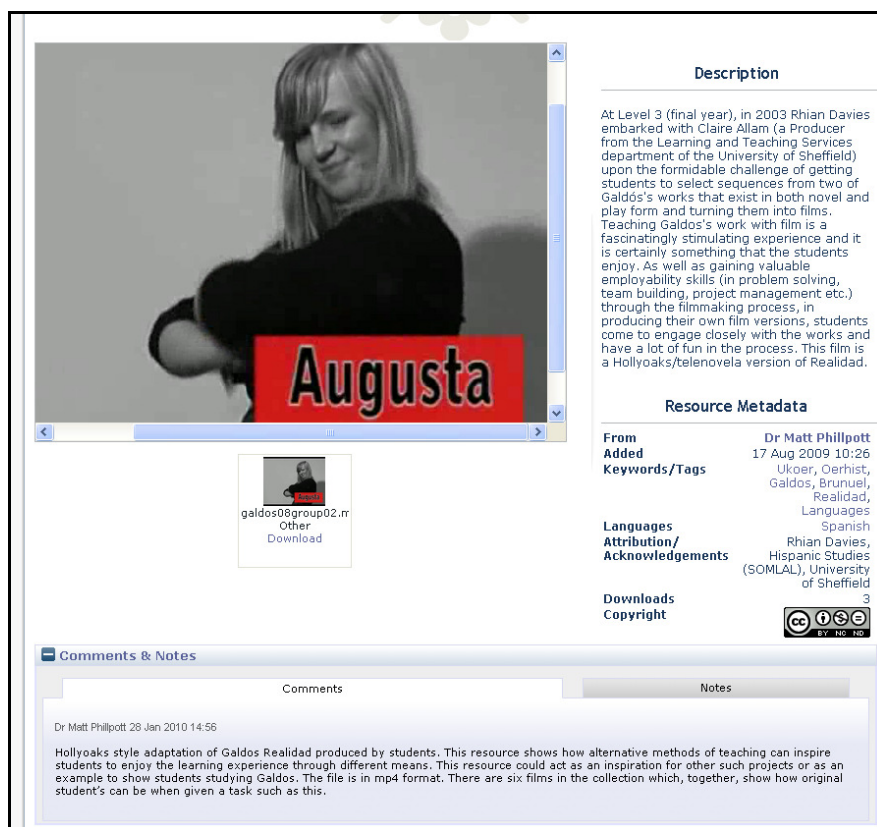 Augusta
galdos08group02.m
Other
Download
Description
At Level 3 (final year), in 2003 Rhian Davies
embarked with Claire Allam (a Producer
from the Learning and Teaching Services
department of the University of Sheffield)
upon the formidable challenge of getting
students to select sequences from two of
Galdós's works that exist in both novel and
play form and turning them into films.
Teaching Galdos's work with film is a
fascinatingly stimulating experience and it
is certainly something that the students
enjoy. As well as gaining valuable
employability skills (in problem solving,
team building, project management etc.)
through the filmmaking process, in
producing their own film versions, students
come to engage closely with the works and
have a lot of fun in the process. This film is
a Hollyoaks/telenovela version of Realidad.
Resource Metadata
From Dr Matt Phillpott
Added 17 Aug 2009 10:26
Keywords/Tags Ukoer, Oerhist,
Galdos, Brunuel,
Realidad,
Languages
Languages Spanish
Attribution/ Rhian Davies,
Acknowledgements Hispanic Studies
(SOMLAL), University
of Sheffield
Downloads 3
Copyright cc BY NC ND
Comments & Notes
Comments Notes
Dr Matt Phillpott 28 Jan 2010 14:56
Hollyoaks style adaptation of Galdos Realidad produced by students. This resource shows how alternative methods of teaching can inspire
students to enjoy the learning experience through different means. This resource could act as an inspiration for other such projects or as an
example to show students studying Galdos. The file is in mp4 format. There are six films in the collection which, together, show how original
student's can be when given a task such as this.